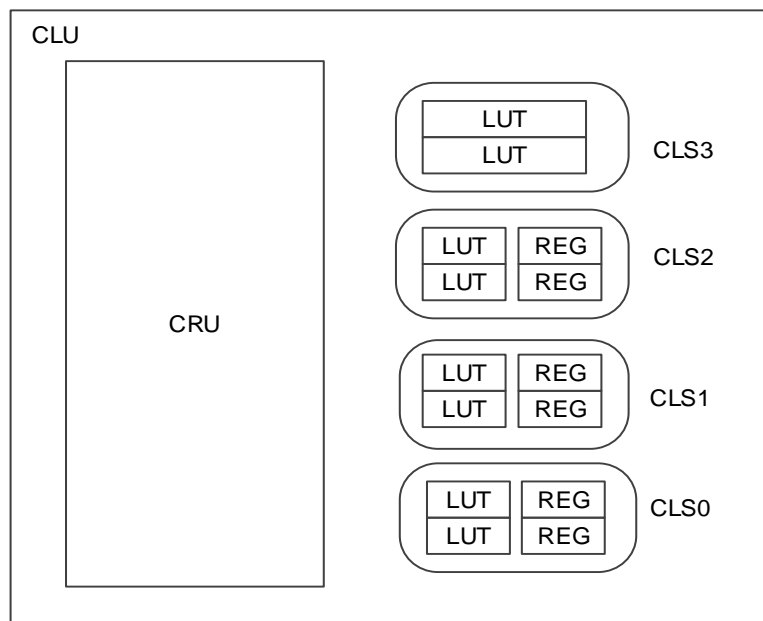 CLU
CRU
LUT
LUT
CLS3
LUT REG
LUT REG
CLS2
LUT REG
LUT REG
CLS1
LUT REG
LUT REG
CLS0